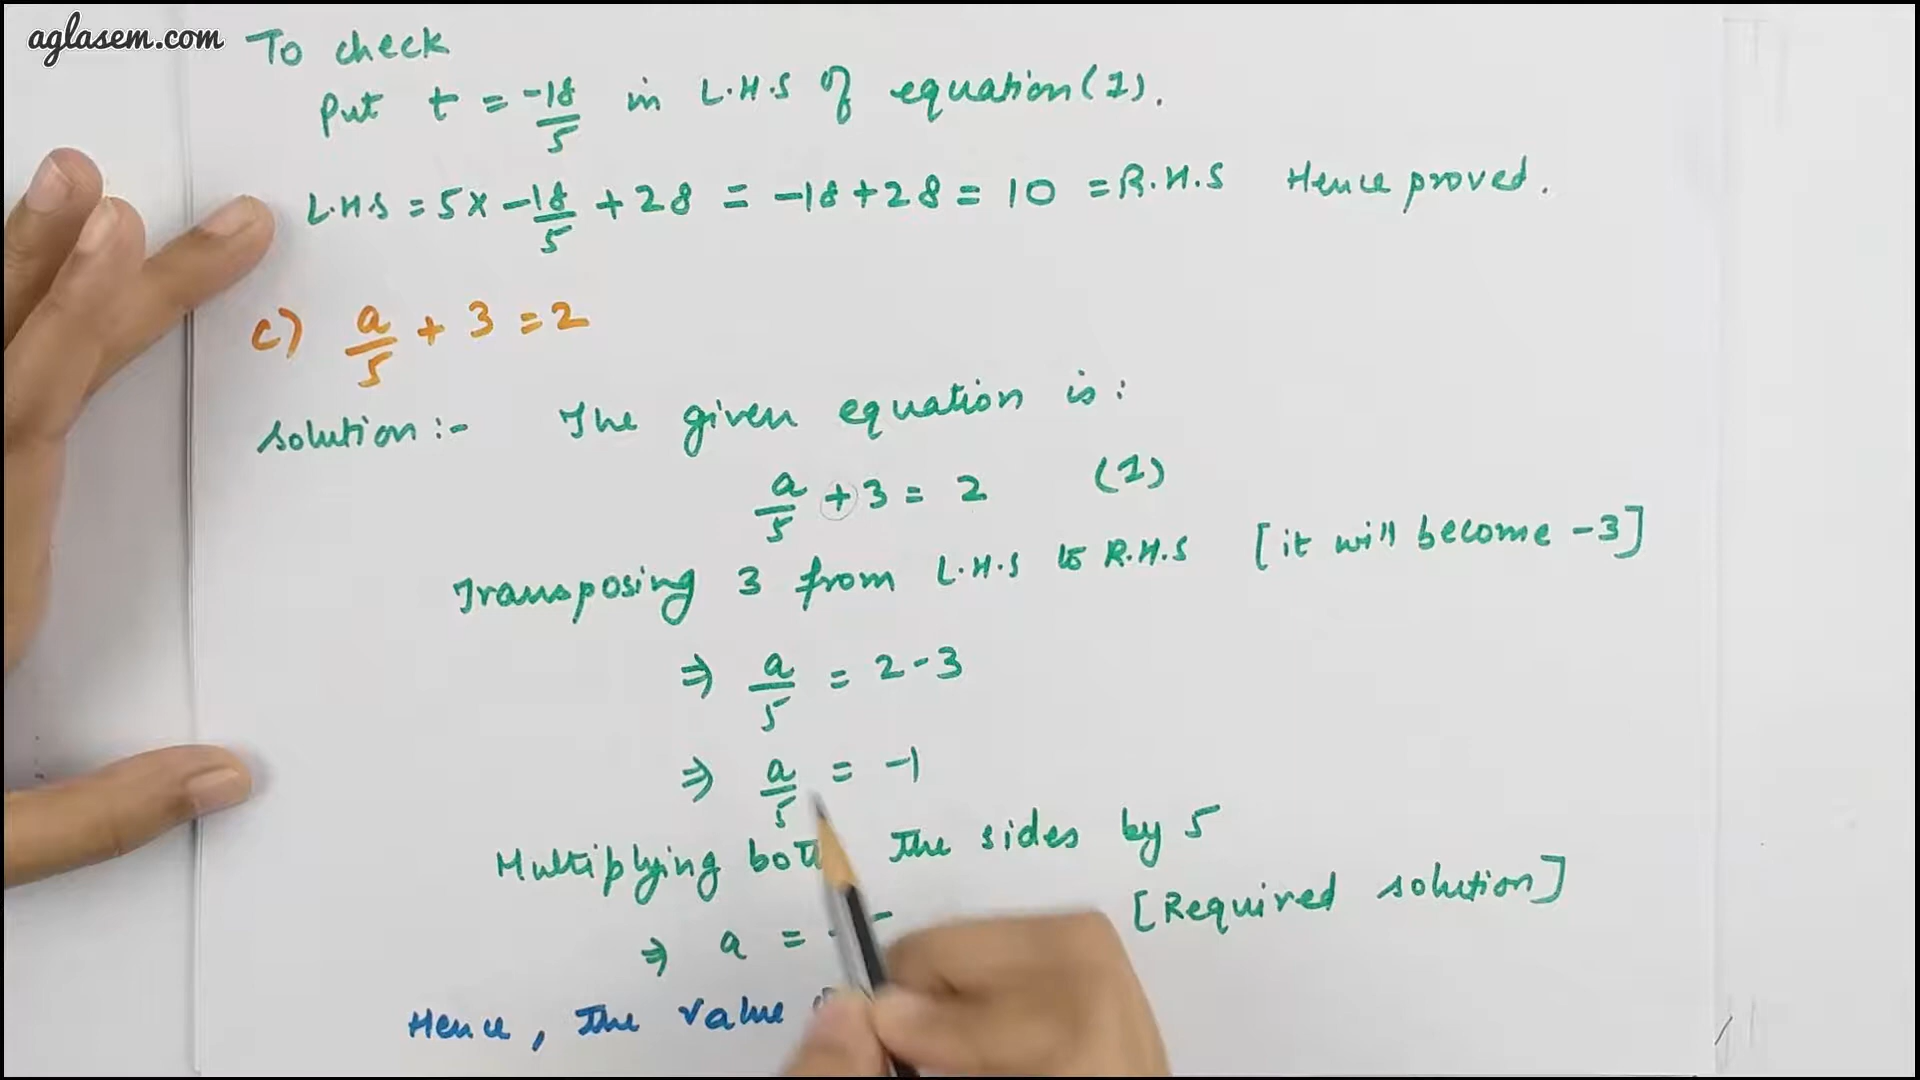 aglasem.com
To check
Put t = -18/5 in L.H.S of equation(1).
L.H.S = 5 x -18/5 + 28 = -18 + 28 = 10 = R.H.S Hence proved.
c) a/5 + 3 = 2
Solution :- The given equation is :
a/5 + 3 = 2 (1)
Transposing 3 from L.H.S to R.H.S [it will become -3]
⇒ a/5 = 2 - 3
⇒ a/5 = -1
Multiplying both the sides by 5
⇒ a = [Required solution]
Hence, the value